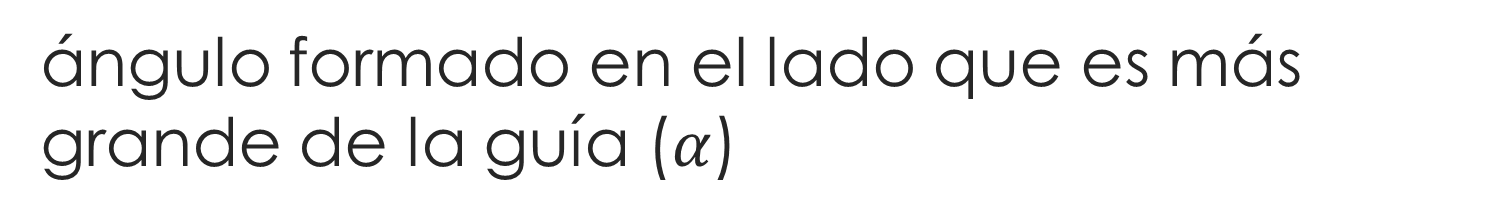 ángulo formado en el lado que es más
grande de la guía (α)